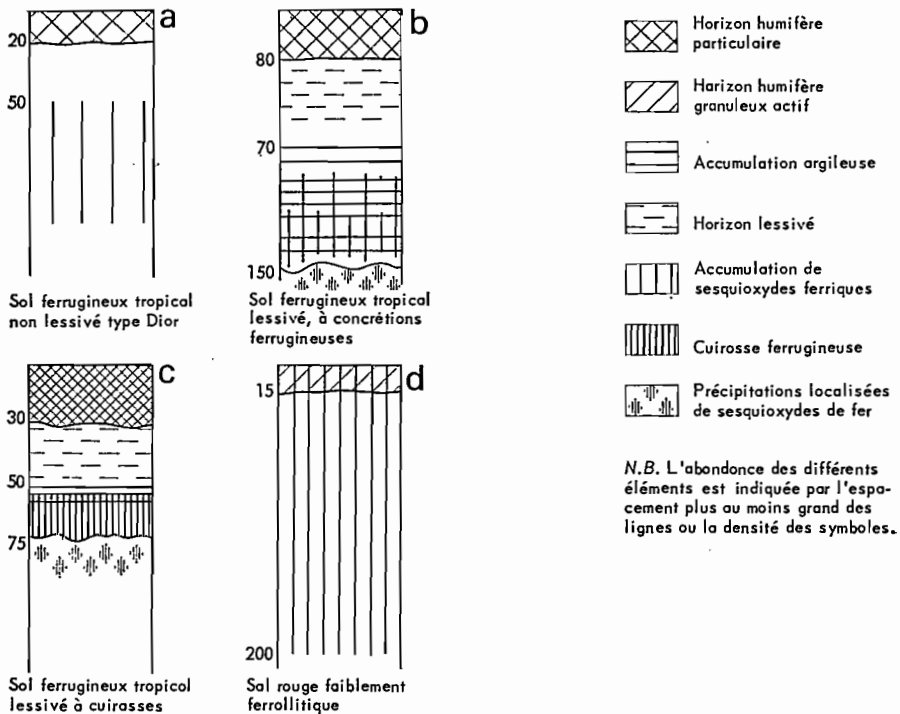 a
20
50
Sol ferrugineux tropical
non lessivé type Dior
b
80
70
150
Sol ferrugineux tropical
lessivé, à concrétions
ferrugineuses
c
30
50
75
Sol ferrugineux tropicol
lessivé à cuirasses
d
15
200
Sal rouge faiblement
ferrollitique
Horizon humifère
particulaire
Harizon humifère
granuleux actif
Accumulation argileuse
Horizon lessivé
Accumulation de
sesquioxydes ferriques
Cuirosse ferrugineuse
Précipitations localisées
de sesquioxydes de fer
N.B. L'abondonce des différents
éléments est indiquée par l'espa-
cement plus au moins grand des
lignes ou la densité des symboles.